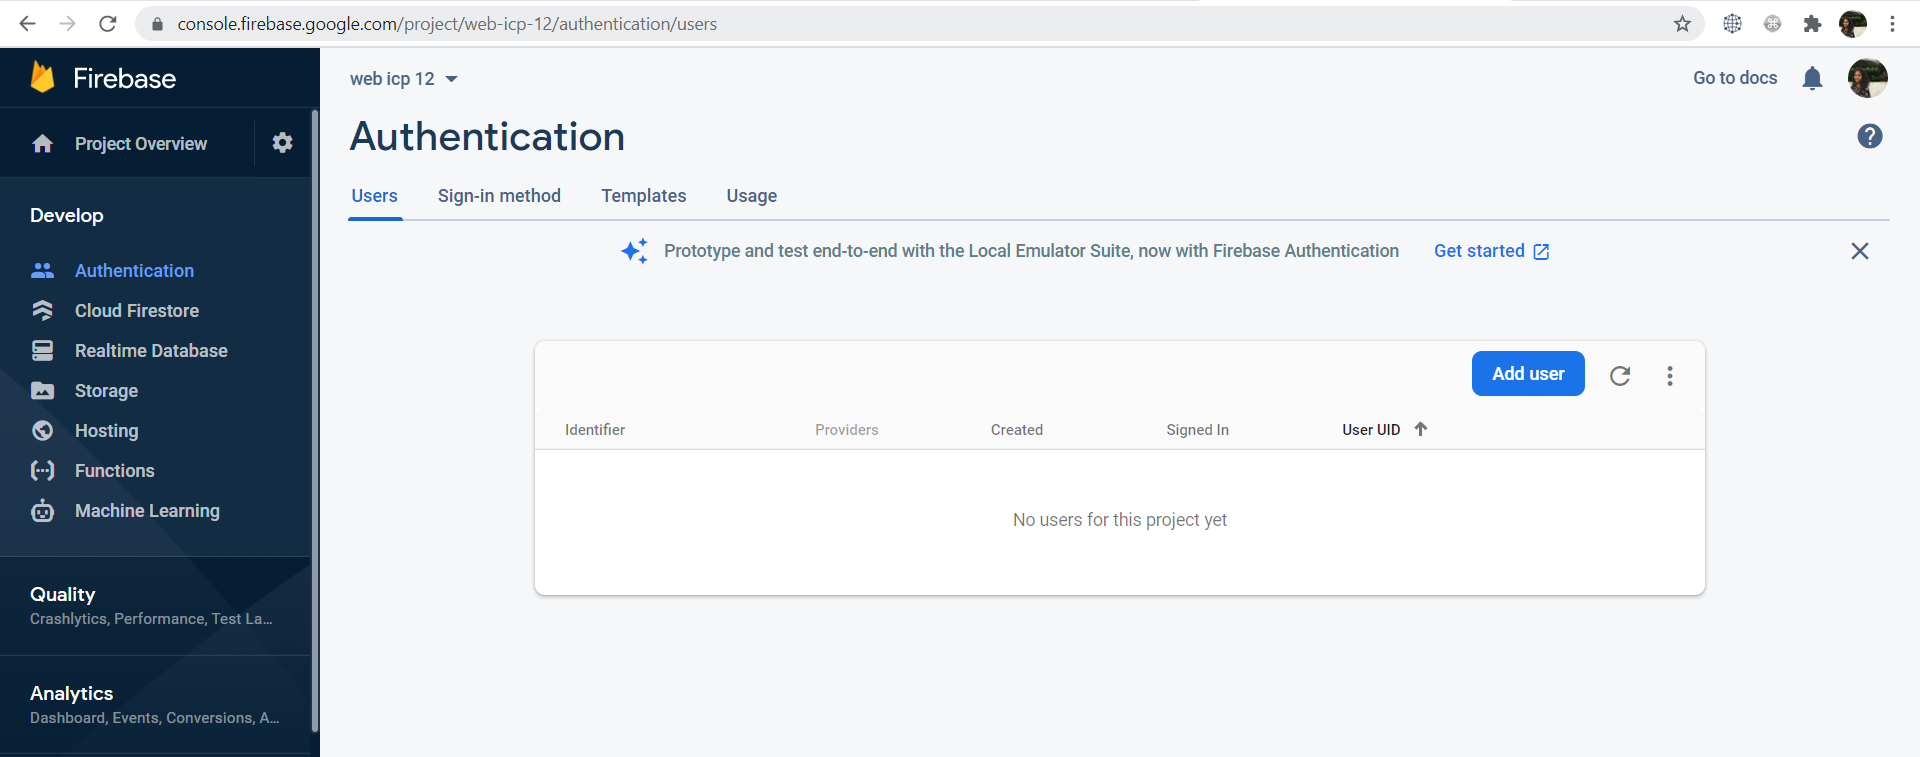 console.firebase.google.com/project/web-icp-12/authentication/users
Firebase
Project Overview
Develop
Authentication
Cloud Firestore
Realtime Database
Storage
Hosting
Functions
Machine Learning
Quality
Crashlytics, Performance, Test La...
Analytics
Dashboard, Events, Conversions, A...
web icp 12
Go to docs
Authentication
Users Sign-in method Templates Usage
Prototype and test end-to-end with the Local Emulator Suite, now with Firebase Authentication Get started
Add user
Identifier Providers Created Signed In User UID
No users for this project yet